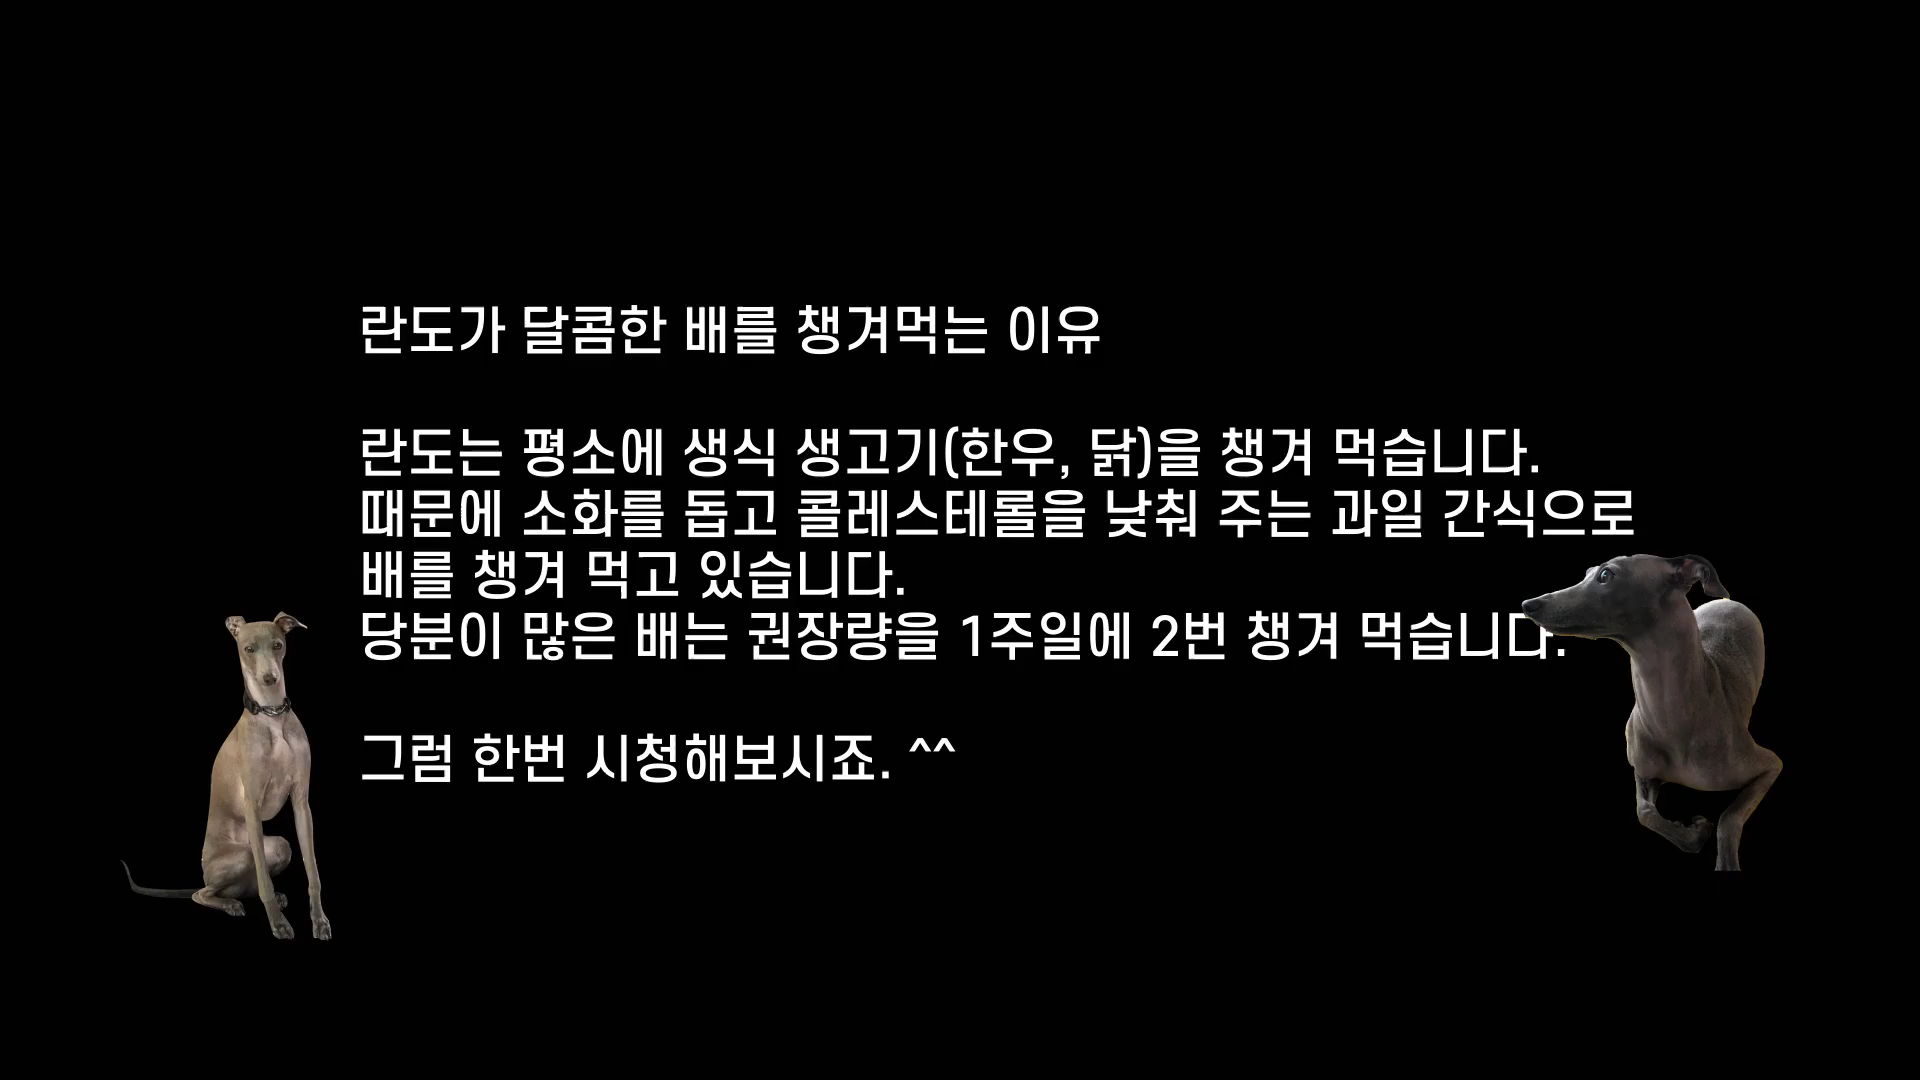 란도가 달콤한 배를 챙겨먹는 이유
란도는 평소에 생식 생고기(한우, 닭)을 챙겨 먹습니다.
때문에 소화를 돕고 콜레스테롤을 낮춰 주는 과일 간식으로
배를 챙겨 먹고 있습니다.
당분이 많은 배는 권장량을 1주일에 2번 챙겨 먹습니다.
그럼 한번 시청해보시죠. ^^